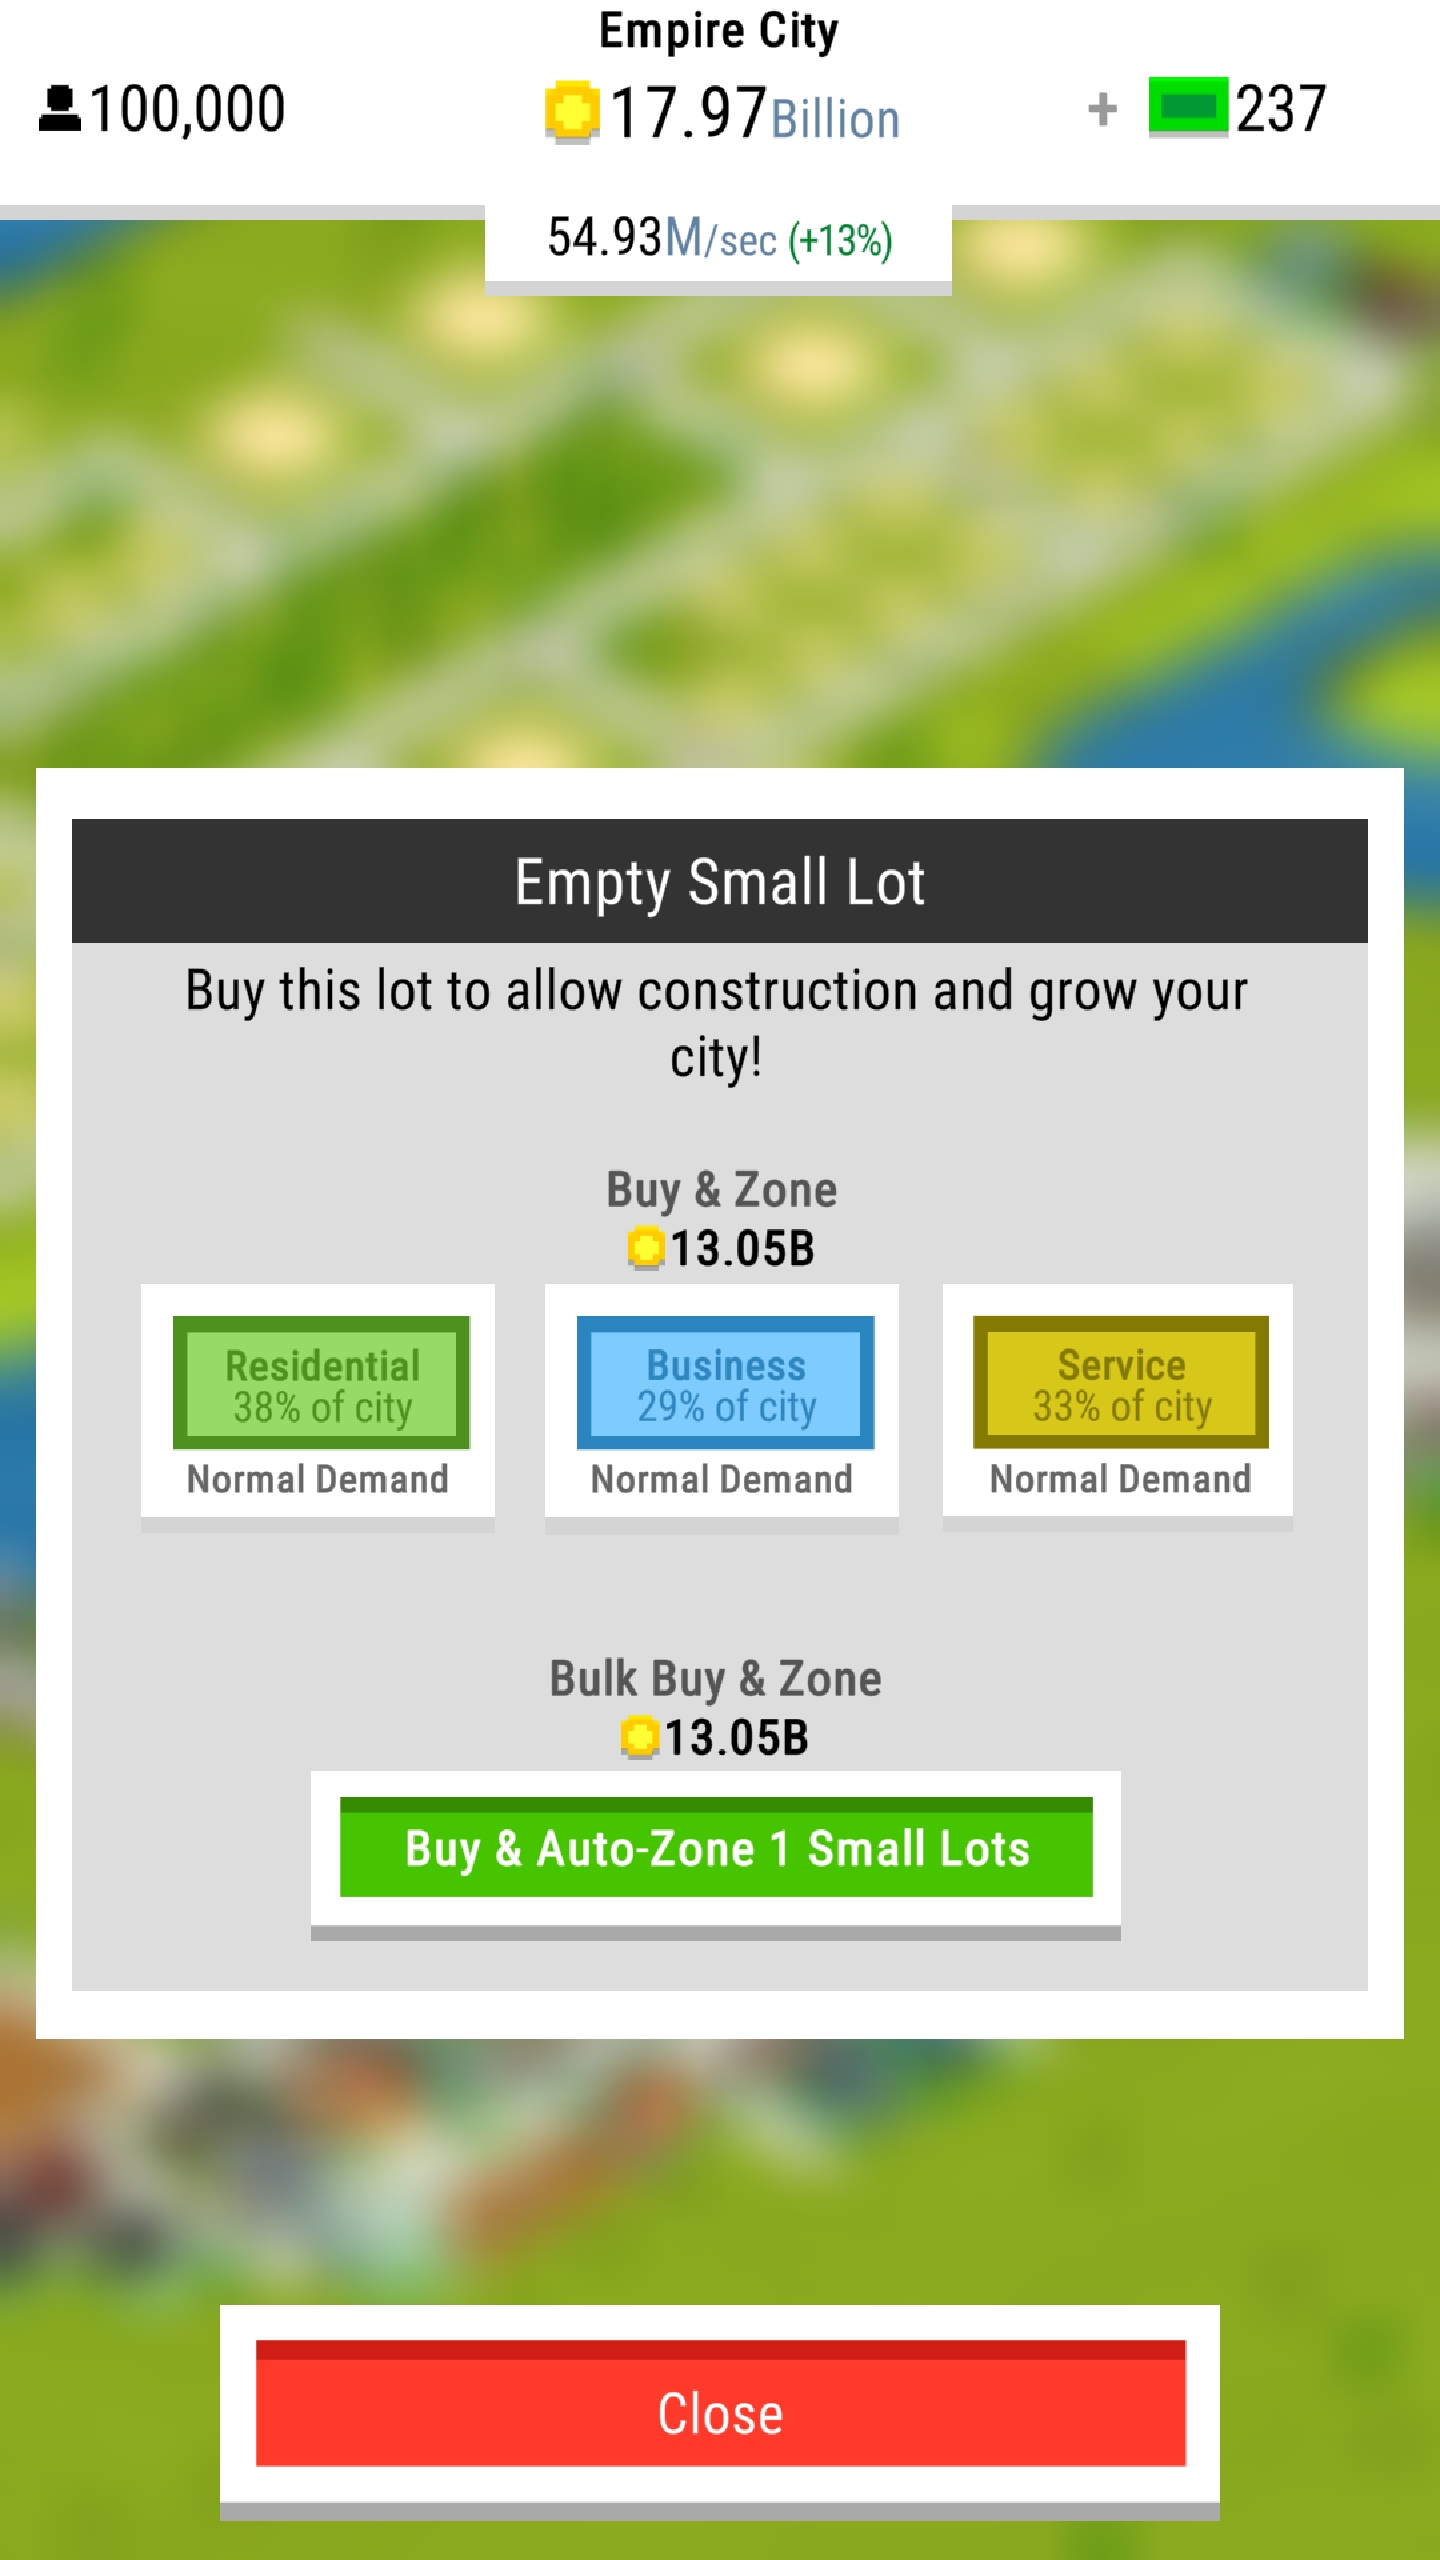 Empire City
100,000
17.97 Billion
+ 237
54.93M/sec (+13%)
Empty Small Lot
Buy this lot to allow construction and grow your
city!
Buy & Zone
13.05B
Residential
38% of city
Normal Demand
Business
29% of city
Normal Demand
Service
33% of city
Normal Demand
Bulk Buy & Zone
13.05B
Buy & Auto-Zone 1 Small Lots
Close